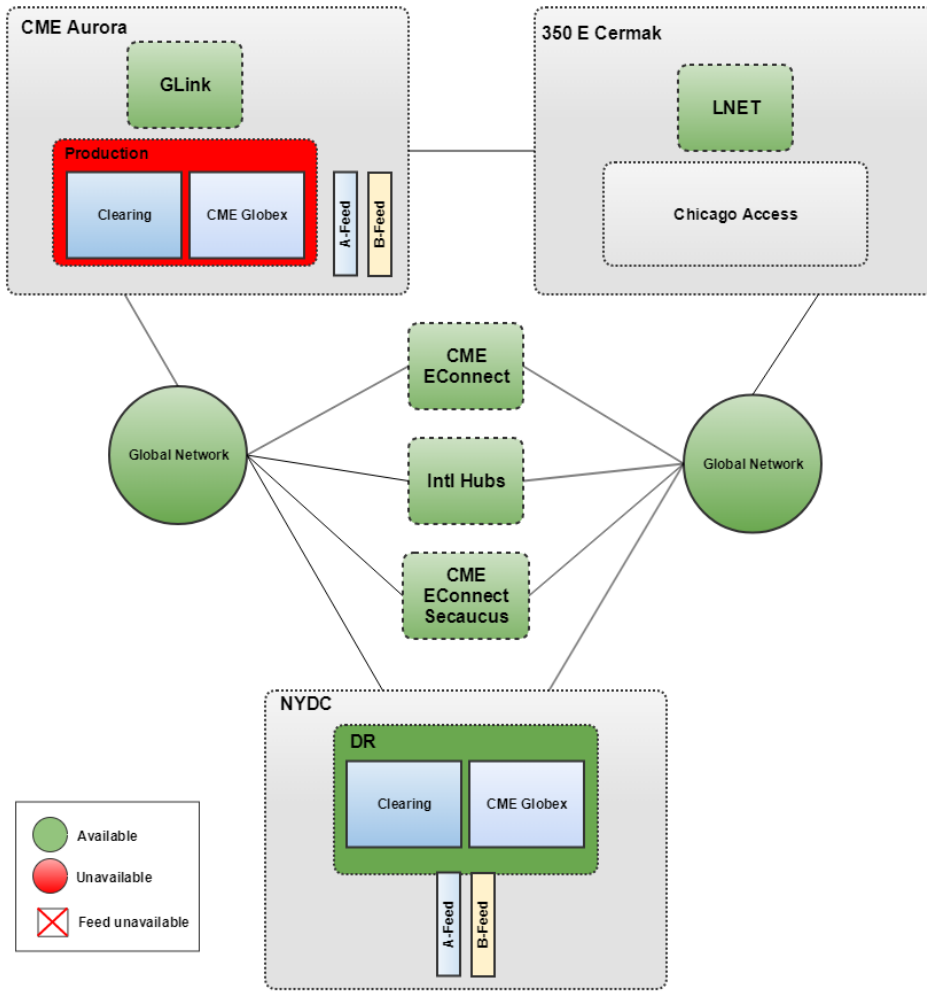 CME Aurora
GLink
Production
Clearing
CME Globex
A-Feed
B-Feed
350 E Cermak
LNET
Chicago Access
CME
EConnect
Global Network
Intl Hubs
Global Network
CME
EConnect
Secaucus
NYDC
DR
Clearing
CME Globex
A-Feed
B-Feed
Available
Unavailable
Feed unavailable